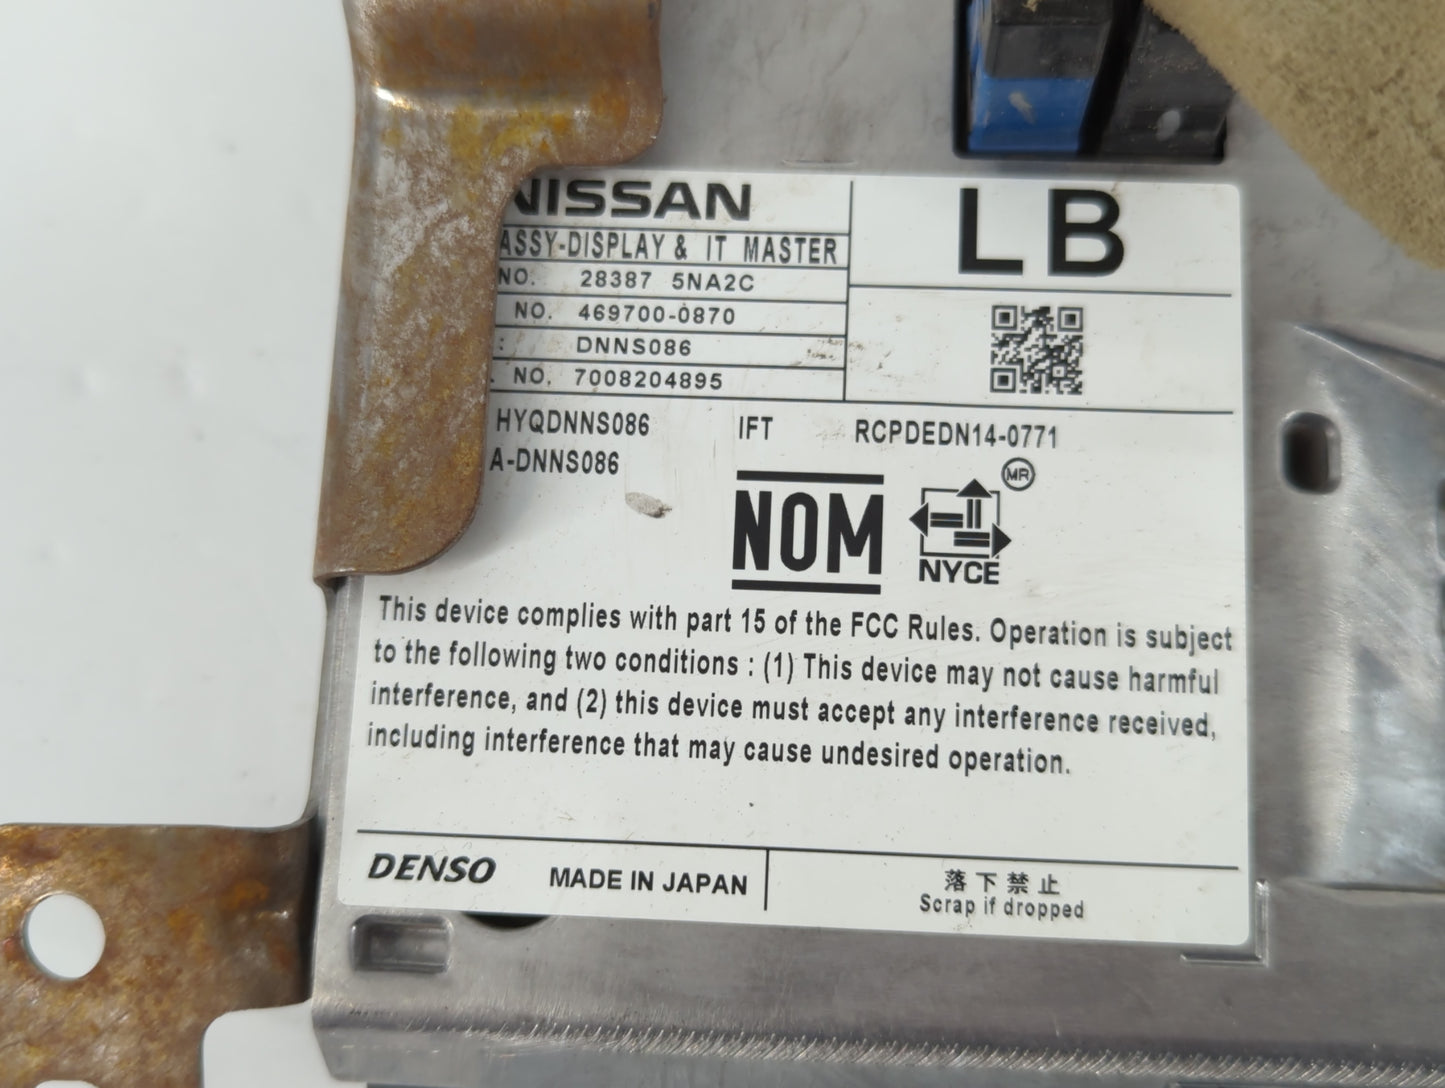 NISSAN
ASSY-DISPLAY & IT MASTER
NO. 28387 5NA2C
NO. 469700-0870
: DNNS086
. NO. 7008204895
LB
HYQDNNS086 IFT RCPDEDN14-0771
A-DNNS086
MR
NOM
NYCE
This device complies with part 15 of the FCC Rules. Operation is subject
to the following two conditions : (1) This device may not cause harmful
interference, and (2) this device must accept any interference received,
including interference that may cause undesired operation.
DENSO MADE IN JAPAN
落下禁止
Scrap if dropped